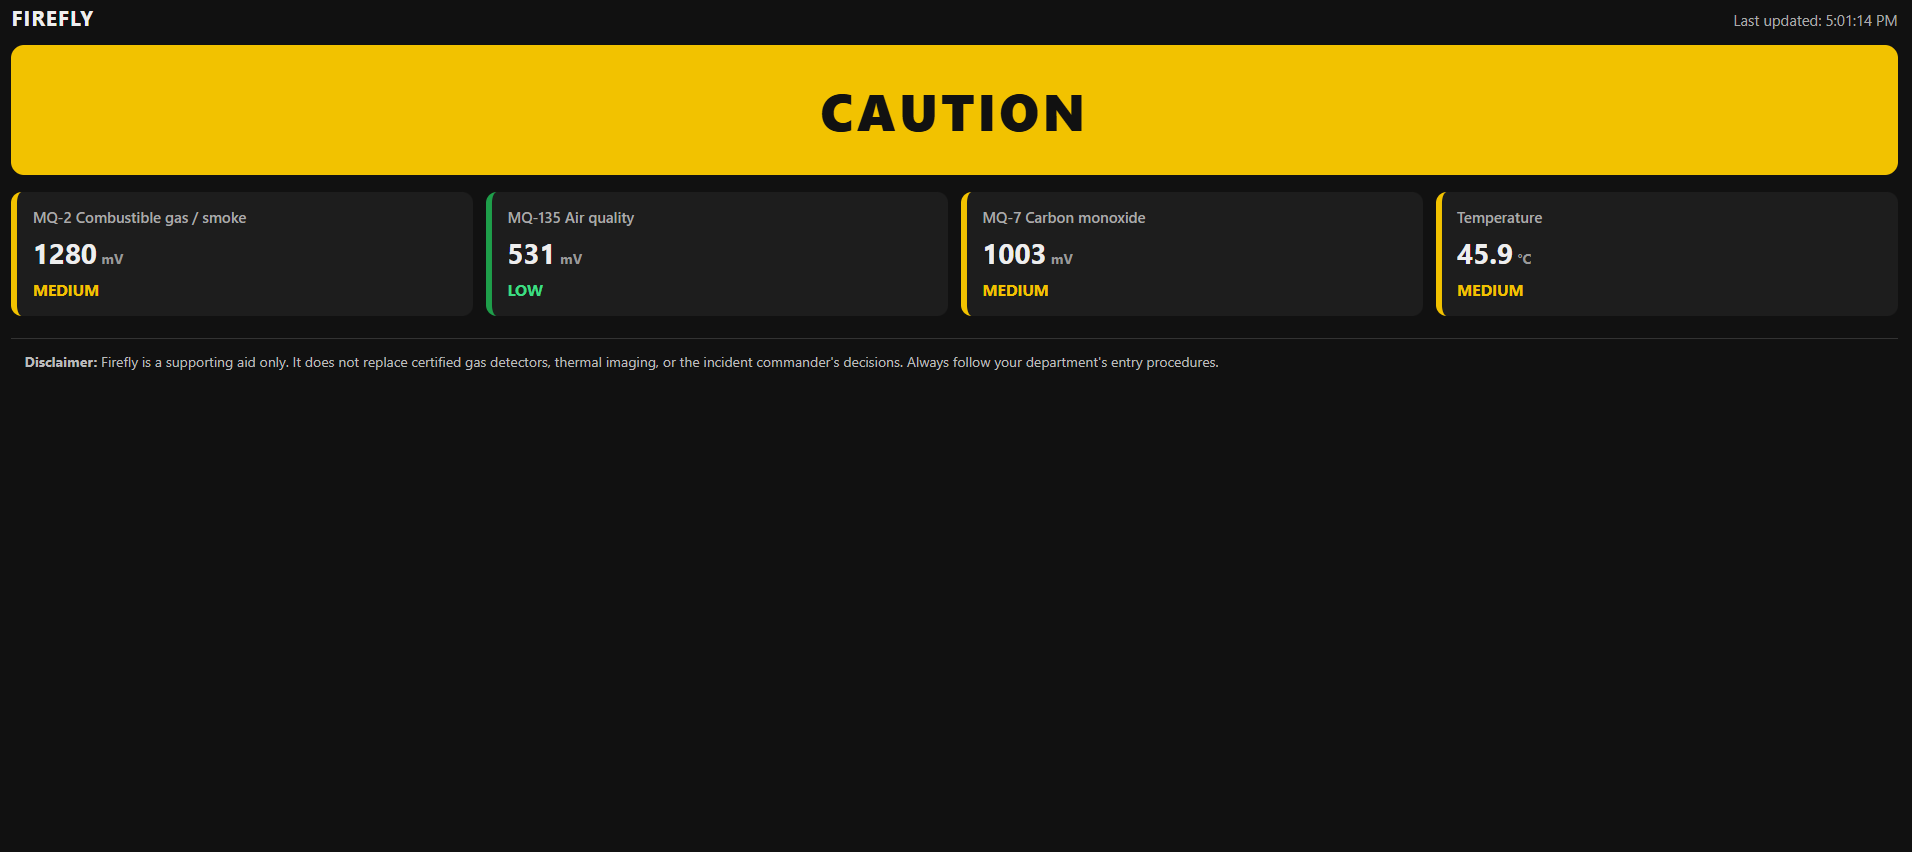 FIREFLY
Last updated: 5:01:14 PM
CAUTION
MQ-2 Combustible gas / smoke
1280 mV
MEDIUM
MQ-135 Air quality
531 mV
LOW
MQ-7 Carbon monoxide
1003 mV
MEDIUM
Temperature
45.9 °C
MEDIUM
Disclaimer: Firefly is a supporting aid only. It does not replace certified gas detectors, thermal imaging, or the incident commander's decisions. Always follow your department's entry procedures.